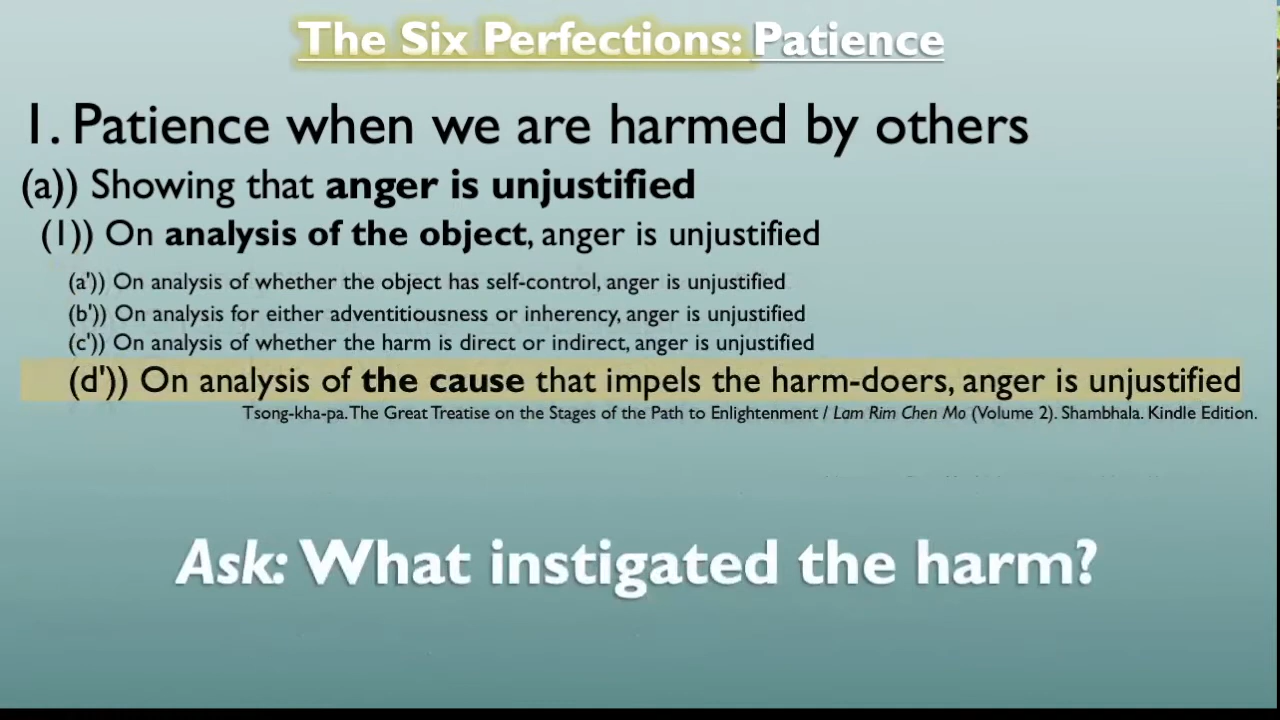 The Six Perfections: Patience
1. Patience when we are harmed by others
(a)) Showing that anger is unjustified
(1)) On analysis of the object, anger is unjustified
(a')) On analysis of whether the object has self-control, anger is unjustified
(b')) On analysis for either adventitiousness or inherency, anger is unjustified
(c')) On analysis of whether the harm is direct or indirect, anger is unjustified
(d')) On analysis of the cause that impels the harm-doers, anger is unjustified
Tsong-kha-pa. The Great Treatise on the Stages of the Path to Enlightenment / Lam Rim Chen Mo (Volume 2). Shambhala. Kindle Edition.
Ask: What instigated the harm?